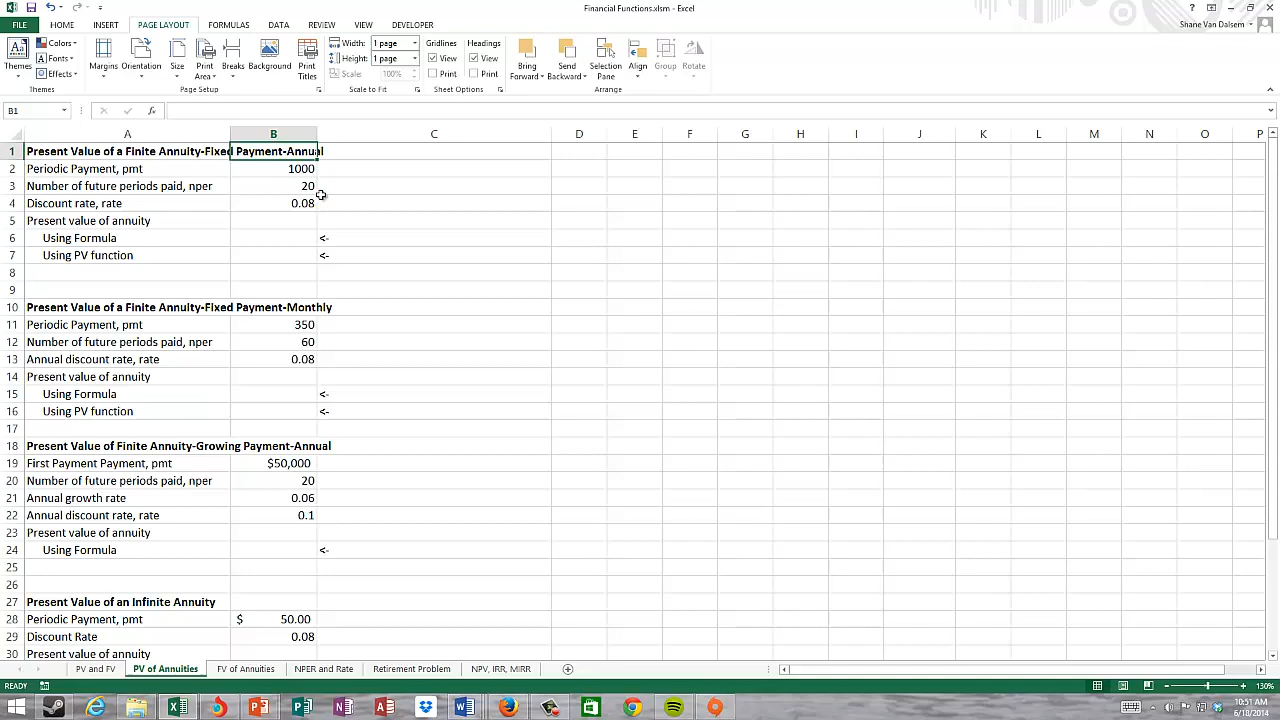 Financial Functions.xlsm - Excel
FILE HOME INSERT PAGE LAYOUT FORMULAS DATA REVIEW VIEW DEVELOPER Shane Van Dalsem
Themes Colors Fonts Effects Margins Orientation Size Print Area Breaks Background Print Titles Width: 1 page Height: 1 page Scale: 100% Gridlines View Print Headings View Print Bring Forward Send Backward Selection Pane Align Group Rotate
Themes Page Setup Scale to Fit Sheet Options Arrange
B1 fx
A B C D E F G H I J K L M N O P
1 Present Value of a Finite Annuity-Fixed Payment-Annual
2 Periodic Payment, pmt 1000
3 Number of future periods paid, nper 20
4 Discount rate, rate 0.08
5 Present value of annuity
6 Using Formula <-
7 Using PV function <-
8
9
10 Present Value of a Finite Annuity-Fixed Payment-Monthly
11 Periodic Payment, pmt 350
12 Number of future periods paid, nper 60
13 Annual discount rate, rate 0.08
14 Present value of annuity
15 Using Formula <-
16 Using PV function <-
17
18 Present Value of Finite Annuity-Growing Payment-Annual
19 First Payment Payment, pmt $50,000
20 Number of future periods paid, nper 20
21 Annual growth rate 0.06
22 Annual discount rate, rate 0.1
23 Present value of annuity
24 Using Formula <-
25
26
27 Present Value of an Infinite Annuity
28 Periodic Payment, pmt $ 50.00
29 Discount Rate 0.08
30 Present value of annuity
PV and FV PV of Annuities FV of Annuities NPER and Rate Retirement Problem NPV, IRR, MIRR
READY 130%
10:51 AM
6/18/2014